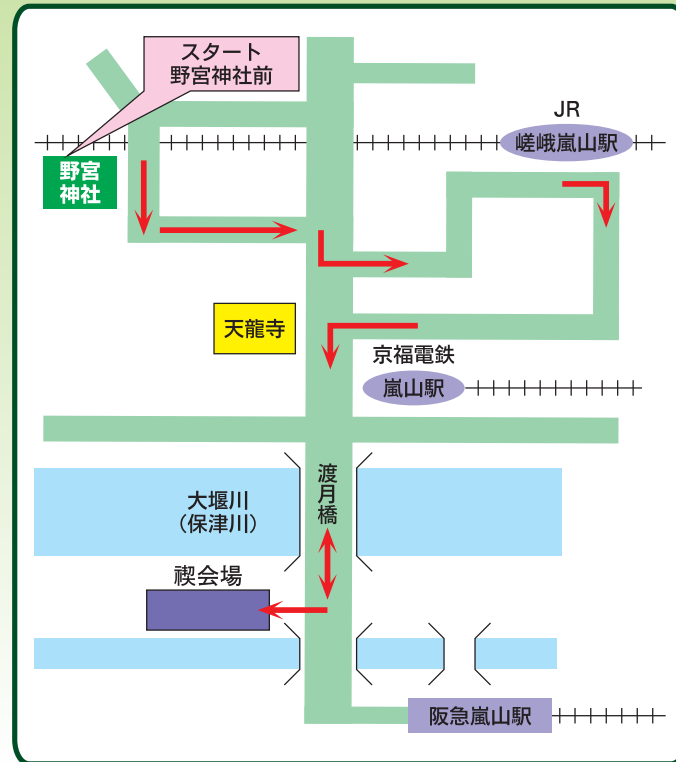 スタート
野宮神社前
JR
嵯峨嵐山駅
野宮
神社
天龍寺
京福電鉄
嵐山駅
渡月橋
大堰川
（保津川）
禊会場
阪急嵐山駅